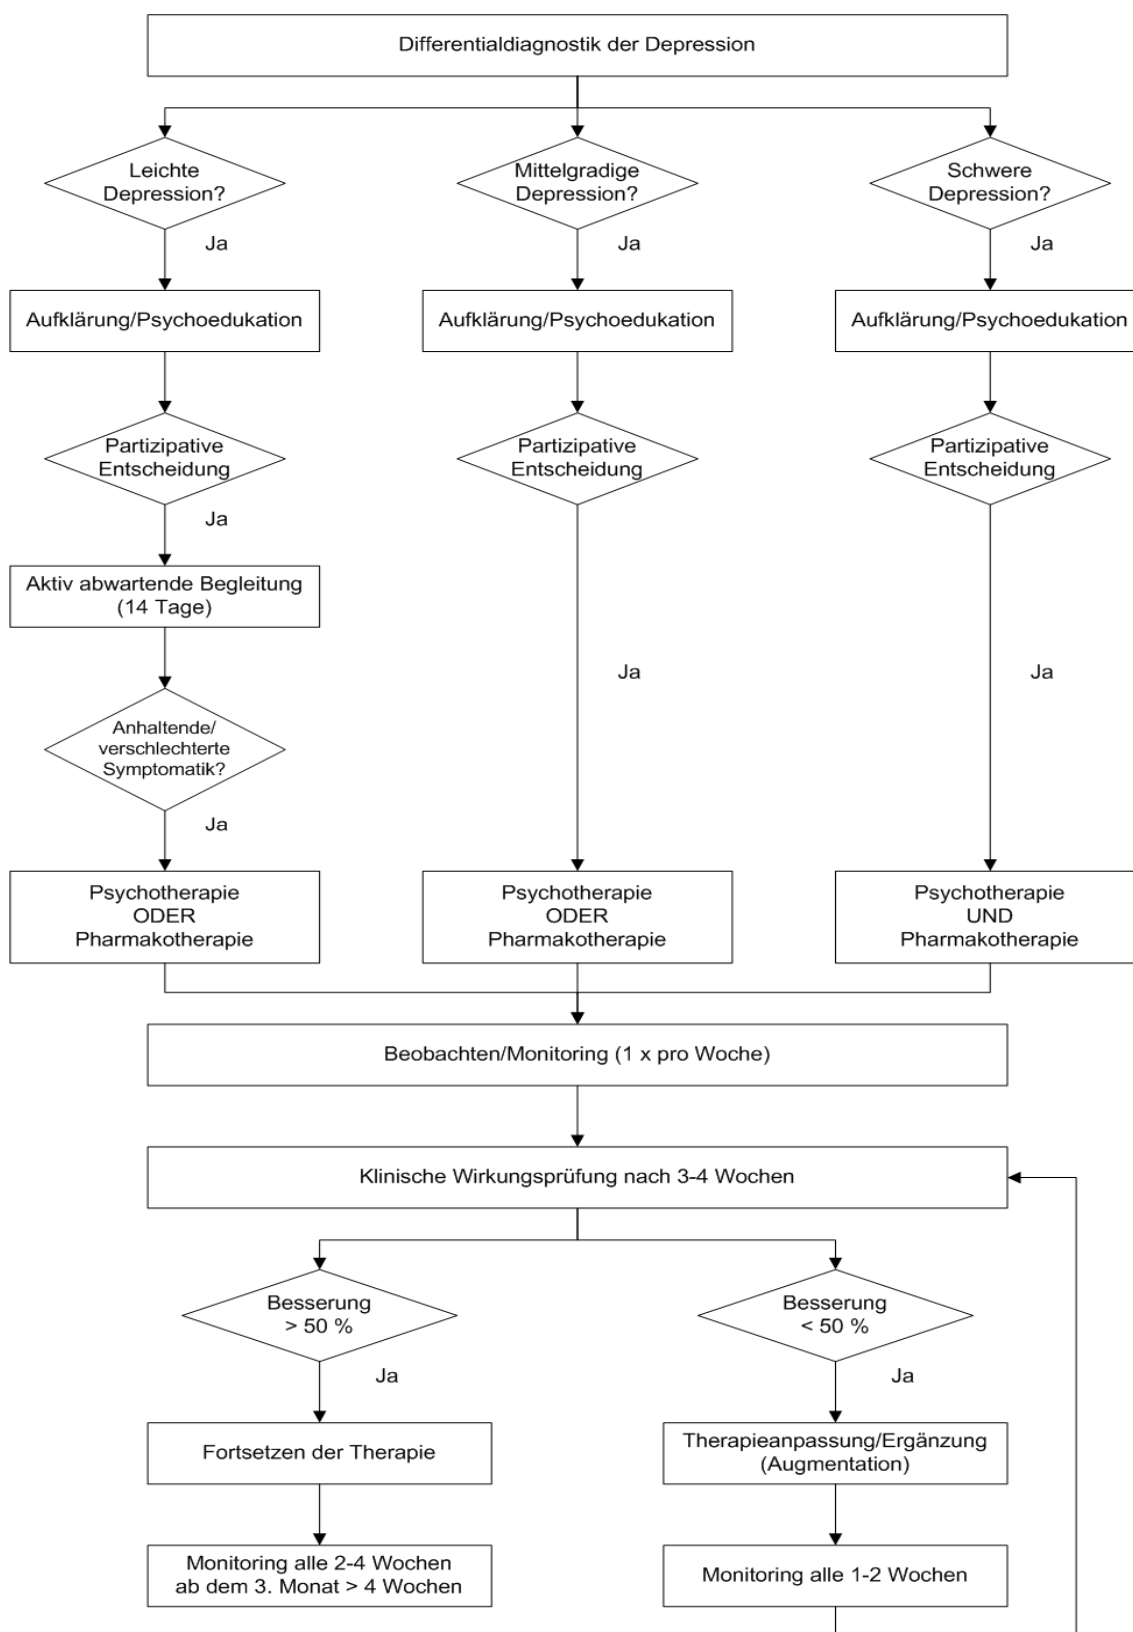 Differentialdiagnostik der Depression
Leichte
Depression?
Mittelgradige
Depression?
Schwere
Depression?
Ja
Ja
Ja
Aufklärung/Psychoedukation
Aufklärung/Psychoedukation
Aufklärung/Psychoedukation
Partizipative
Entscheidung
Partizipative
Entscheidung
Partizipative
Entscheidung
Ja
Aktiv abwartende Begleitung
(14 Tage)
Ja
Ja
Anhaltende/
verschlechterte
Symptomatik?
Ja
Psychotherapie
ODER
Pharmakotherapie
Psychotherapie
ODER
Pharmakotherapie
Psychotherapie
UND
Pharmakotherapie
Beobachten/Monitoring (1 x pro Woche)
Klinische Wirkungsprüfung nach 3-4 Wochen
Besserung
> 50 %
Besserung
< 50 %
Ja
Ja
Fortsetzen der Therapie
Therapieanpassung/Ergänzung
(Augmentation)
Monitoring alle 2-4 Wochen
ab dem 3. Monat > 4 Wochen
Monitoring alle 1-2 Wochen